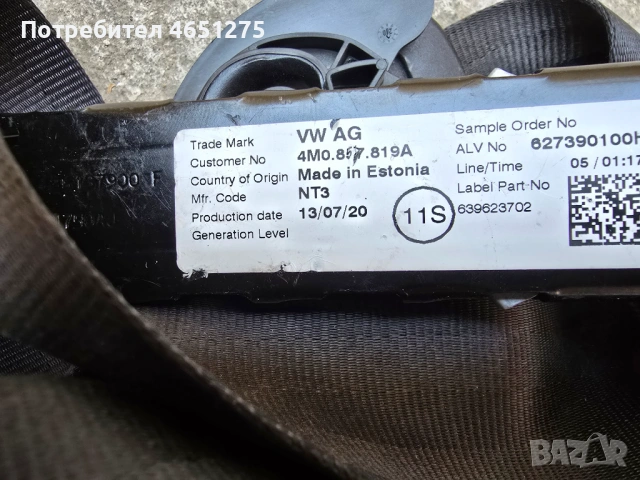 Потребител 4651275
Trade Mark VW AG
Customer No 4M0.857.819A
Country of Origin Made in Estonia
Mfr. Code NT3
Production date 13/07/20
Generation Level
11S
Sample Order No
ALV No 627390100H
Line/Time 05/01:17
Label Part No
639623702
BAZAR